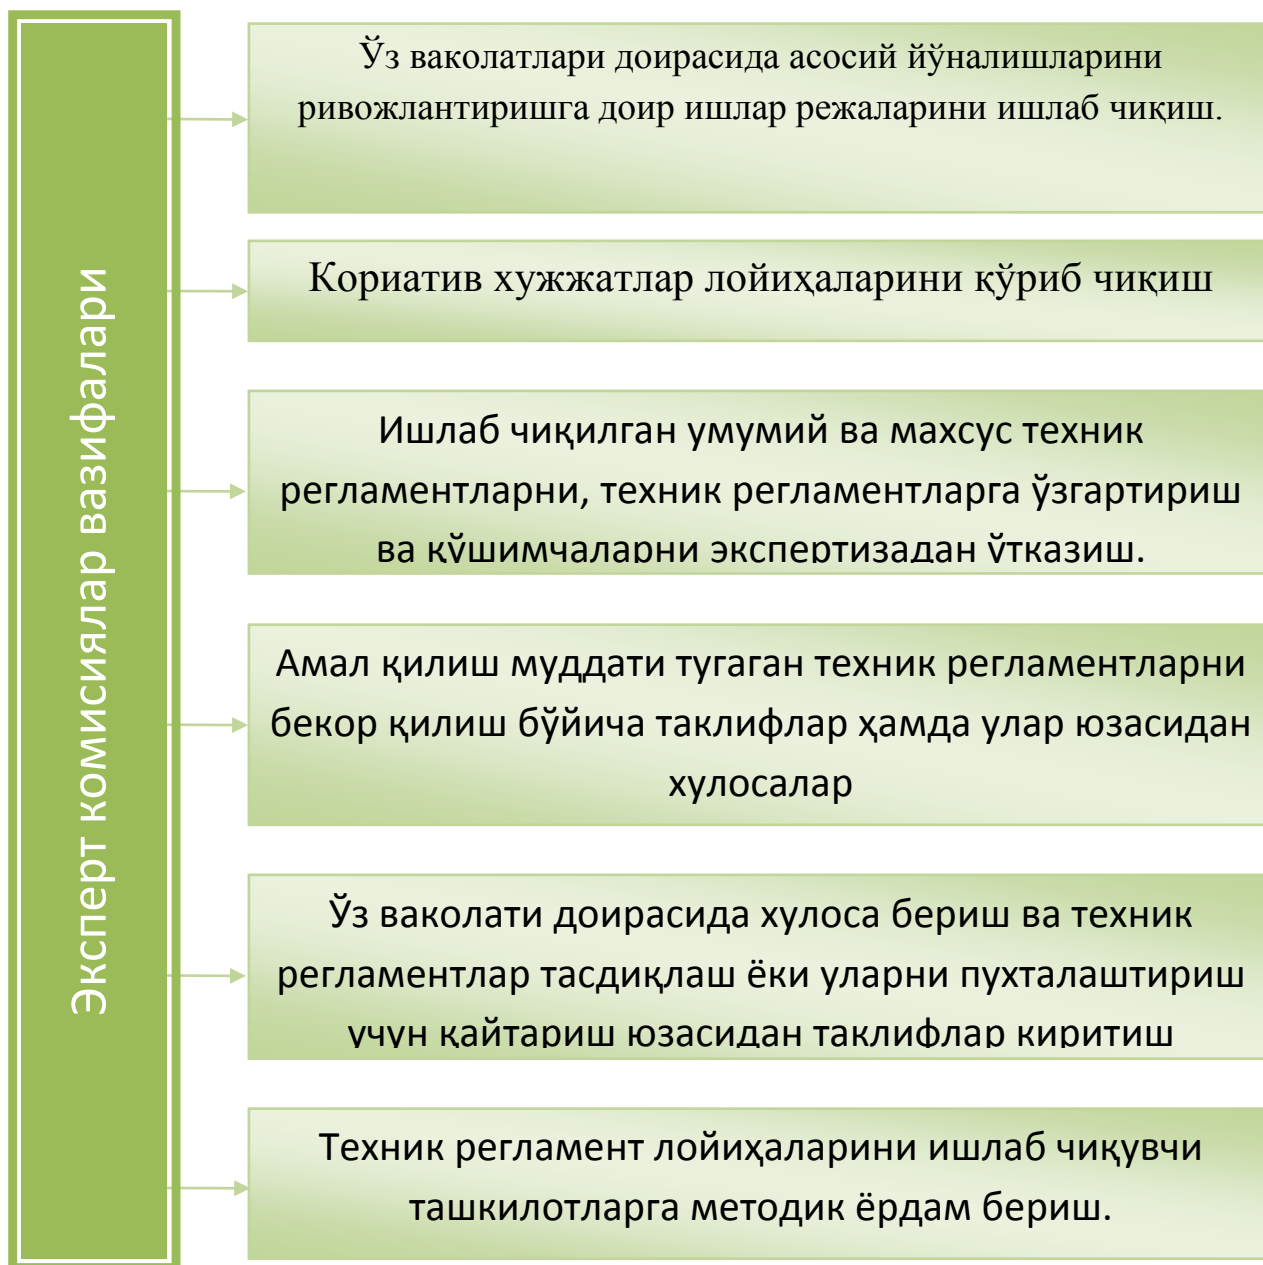 Эксперт комисиялар вазифалари
Ўз ваколатлари доирасида асосий йўналишларини
ривожлантиришга доир ишлар режаларини ишлаб чиқиш.
Кориатив хужжатлар лойиҳаларини қўриб чиқиш
Ишлаб чиқилган умумий ва махсус техник
регламентларни, техник регламентларга ўзгартириш
ва қўшимчаларни экспертизадан ўтказиш.
Амал қилиш муддати тугаган техник регламентларни
бекор қилиш бўйича таклифлар ҳамда улар юзасидан
хулосалар
Ўз ваколати доирасида хулоса бериш ва техник
регламентлар тасдиқлаш ёки уларни пухталаштириш
учун қайтариш юзасидан таклифлар киритиш
Техник регламент лойиҳаларини ишлаб чиқувчи
ташкилотларга методик ёрдам бериш.